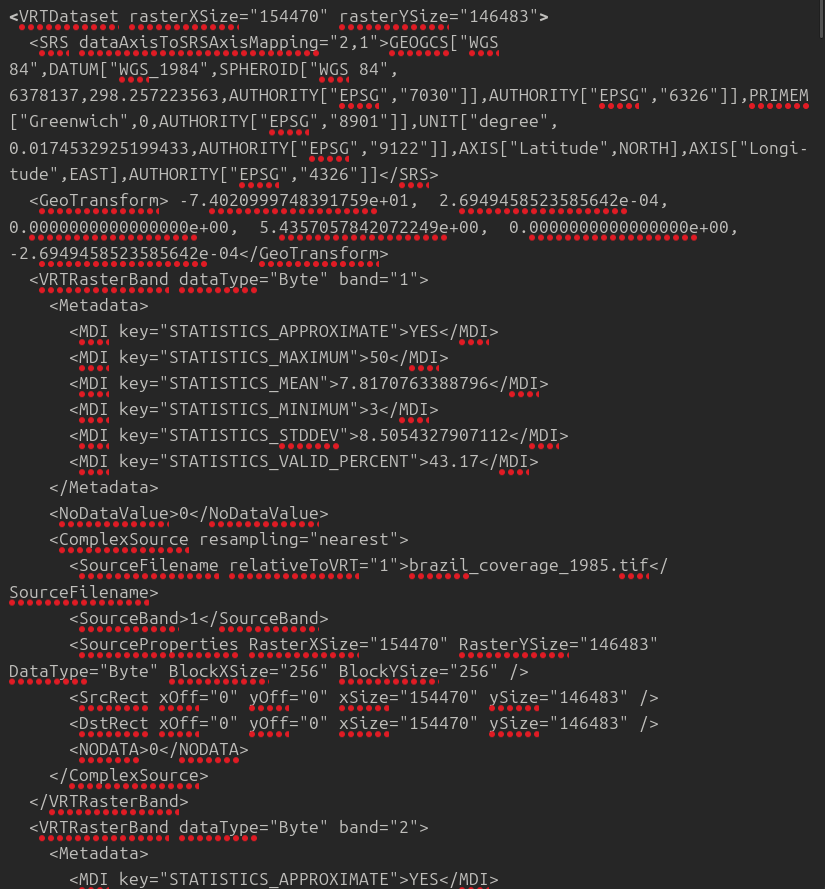 <VRTDataset rasterXSize="154470" rasterYSize="146483">
  <SRS dataAxisToSRSAxisMapping="2,1">GEOGCS["WGS
84",DATUM["WGS_1984",SPHEROID["WGS 84",
6378137,298.257223563,AUTHORITY["EPSG","7030"]],AUTHORITY["EPSG","6326"]],PRIMEM
["Greenwich",0,AUTHORITY["EPSG","8901"]],UNIT["degree",
0.0174532925199433,AUTHORITY["EPSG","9122"]],AXIS["Latitude",NORTH],AXIS["Longi-
tude",EAST],AUTHORITY["EPSG","4326"]]</SRS>
  <GeoTransform> -7.4020999748391759e+01,  2.6949458523585642e-04,
0.0000000000000000e+00,  5.4357057842072249e+00,  0.0000000000000000e+00,
-2.6949458523585642e-04</GeoTransform>
  <VRTRasterBand dataType="Byte" band="1">
    <Metadata>
      <MDI key="STATISTICS_APPROXIMATE">YES</MDI>
      <MDI key="STATISTICS_MAXIMUM">50</MDI>
      <MDI key="STATISTICS_MEAN">7.8170763388796</MDI>
      <MDI key="STATISTICS_MINIMUM">3</MDI>
      <MDI key="STATISTICS_STDDEV">8.5054327907112</MDI>
      <MDI key="STATISTICS_VALID_PERCENT">43.17</MDI>
    </Metadata>
    <NoDataValue>0</NoDataValue>
    <ComplexSource resampling="nearest">
      <SourceFilename relativeToVRT="1">brazil_coverage_1985.tif</
SourceFilename>
      <SourceBand>1</SourceBand>
      <SourceProperties RasterXSize="154470" RasterYSize="146483"
DataType="Byte" BlockXSize="256" BlockYSize="256" />
      <SrcRect xOff="0" yOff="0" xSize="154470" ySize="146483" />
      <DstRect xOff="0" yOff="0" xSize="154470" ySize="146483" />
      <NODATA>0</NODATA>
    </ComplexSource>
  </VRTRasterBand>
  <VRTRasterBand dataType="Byte" band="2">
    <Metadata>
      <MDI key="STATISTICS_APPROXIMATE">YES</MDI>